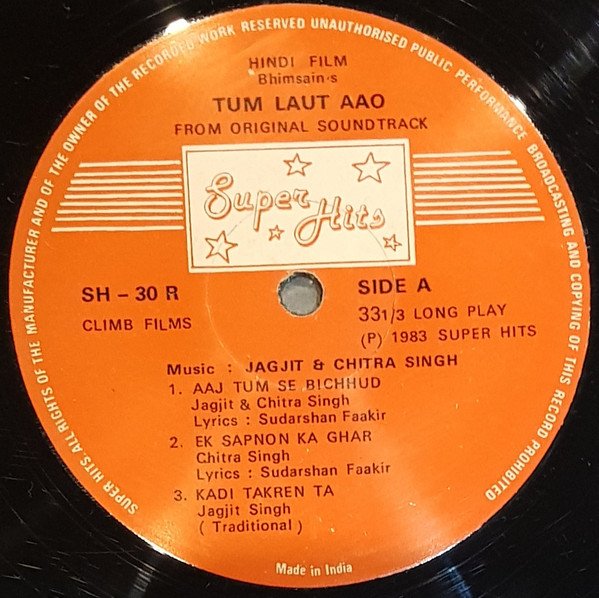 SUPER HITS. ALL RIGHTS OF THE MANUFACTURER AND OF THE OWNER OF THE RECORDED WORK RESERVED UNAUTHORISED PUBLIC PERFORMANCE BROADCASTING AND COPYING OF THIS RECORD PROHIBITED
HINDI FILM
Bhimsain's
TUM LAUT AAO
FROM ORIGINAL SOUNDTRACK
Super Hits
SH – 30 R
SIDE A
CLIMB FILMS
33 1/3 LONG PLAY
(P) 1983 SUPER HITS
Music : JAGJIT & CHITRA SINGH
1. AAJ TUM SE BICHHUD
Jagjit & Chitra Singh
Lyrics : Sudarshan Faakir
2. EK SAPNON KA GHAR
Chitra Singh
Lyrics : Sudarshan Faakir
3. KADI TAKREN TA
Jagjit Singh
( Traditional )
Made in India